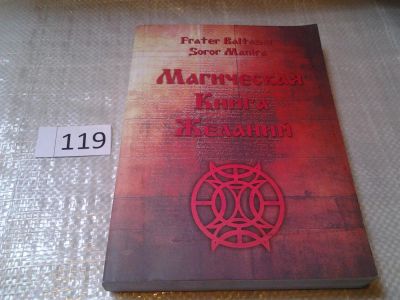 Frater Baltasar
Soror Manira
Магическая
Книга
Желаний
119